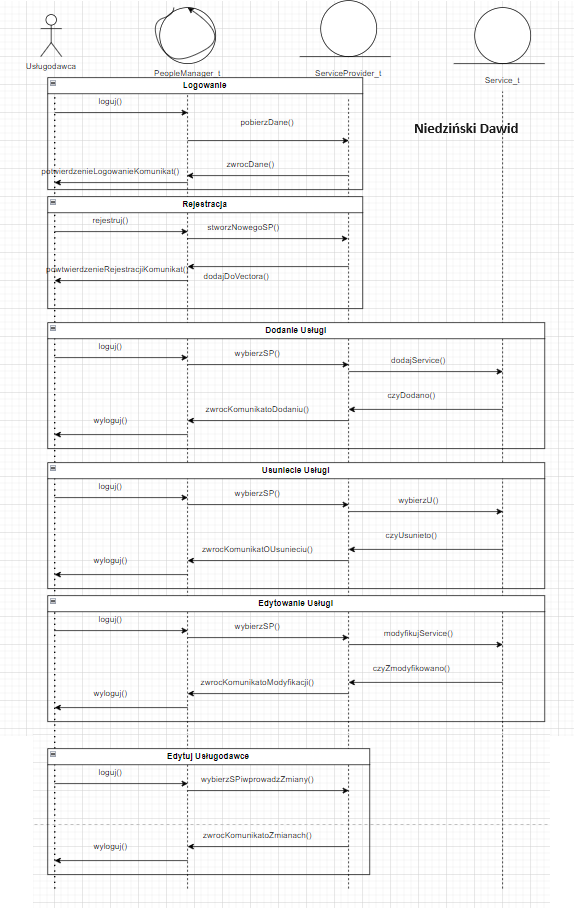 Usługodawca
PeopleManager_t
ServiceProvider_t
Service_t
Logowanie
loguj()
pobierzDane()
Niedziński Dawid
zwrocDane()
potwierdzenieLogowanieKomunikat()
Rejestracja
rejestruj()
stworzNowegoSP()
powtwierdzenieRejestracjiKomunikat()
dodajDoVectora()
Dodanie Usługi
loguj()
wybierzSP()
dodajService()
czyDodano()
zwrocKomunikatoDodaniu()
wyloguj()
Usuniecie Usługi
loguj()
wybierzSP()
wybierzU()
czyUsunieto()
zwrocKomunikatOUsunieciu()
wyloguj()
Edytowanie Usługi
loguj()
wybierzSP()
modyfikujService()
czyZmodyfikowano()
zwrocKomunikatoModyfikacji()
wyloguj()
Edytuj Usługodawce
loguj()
wybierzSPiwprowadzZmiany()
zwrocKomunikatoZmianach()
wyloguj()